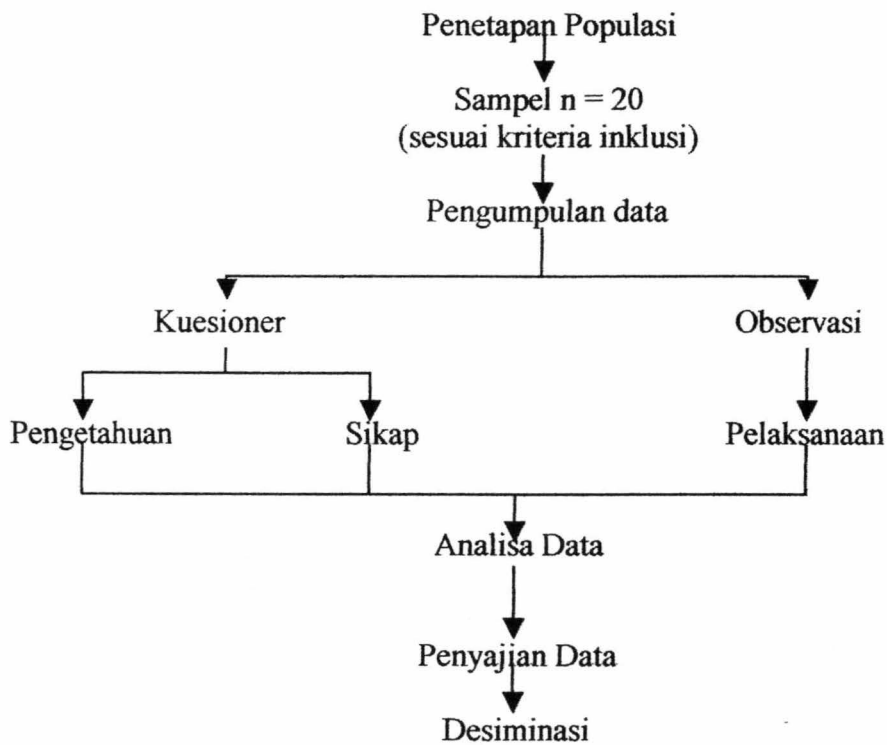 Penetapan Populasi
Sampel n = 20
(sesuai kriteria inklusi)
Pengumpulan data
Kuesioner
Observasi
Pengetahuan
Sikap
Pelaksanaan
Analisa Data
Penyajian Data
Desiminasi